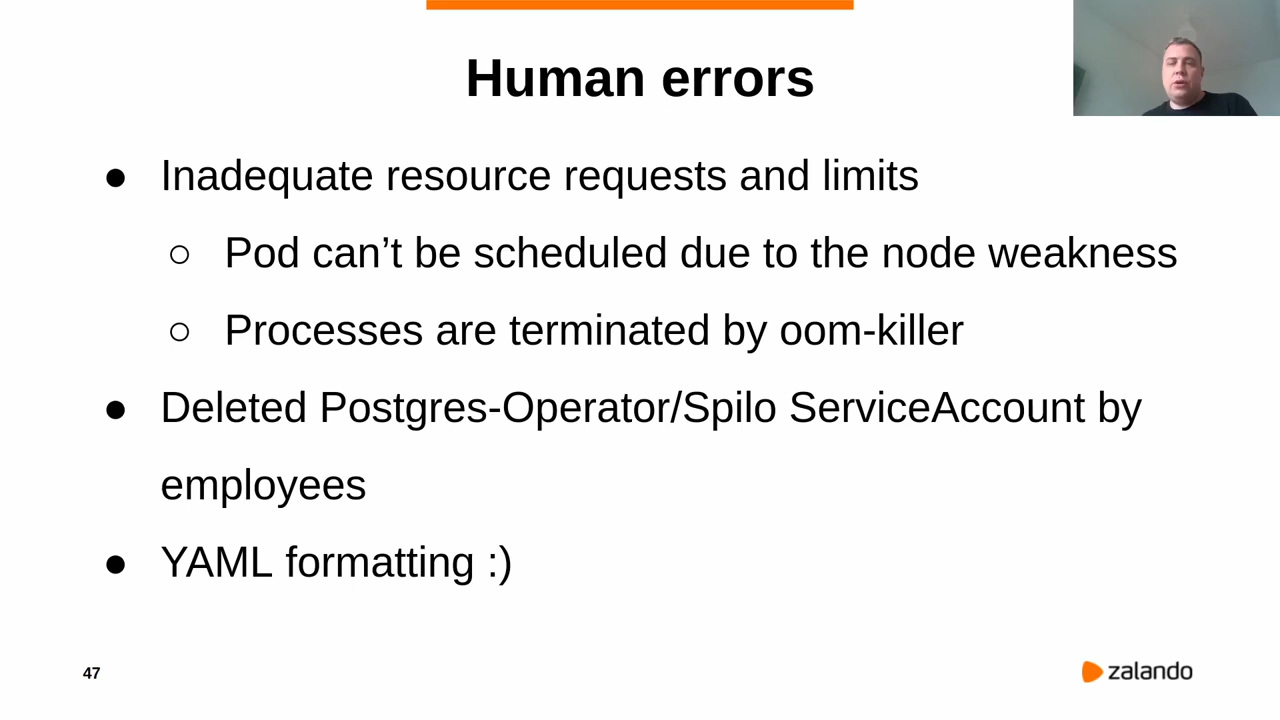 Human errors
● Inadequate resource requests and limits
○ Pod can’t be scheduled due to the node weakness
○ Processes are terminated by oom-killer
● Deleted Postgres-Operator/Spilo ServiceAccount by
employees
● YAML formatting :)
47
zalando